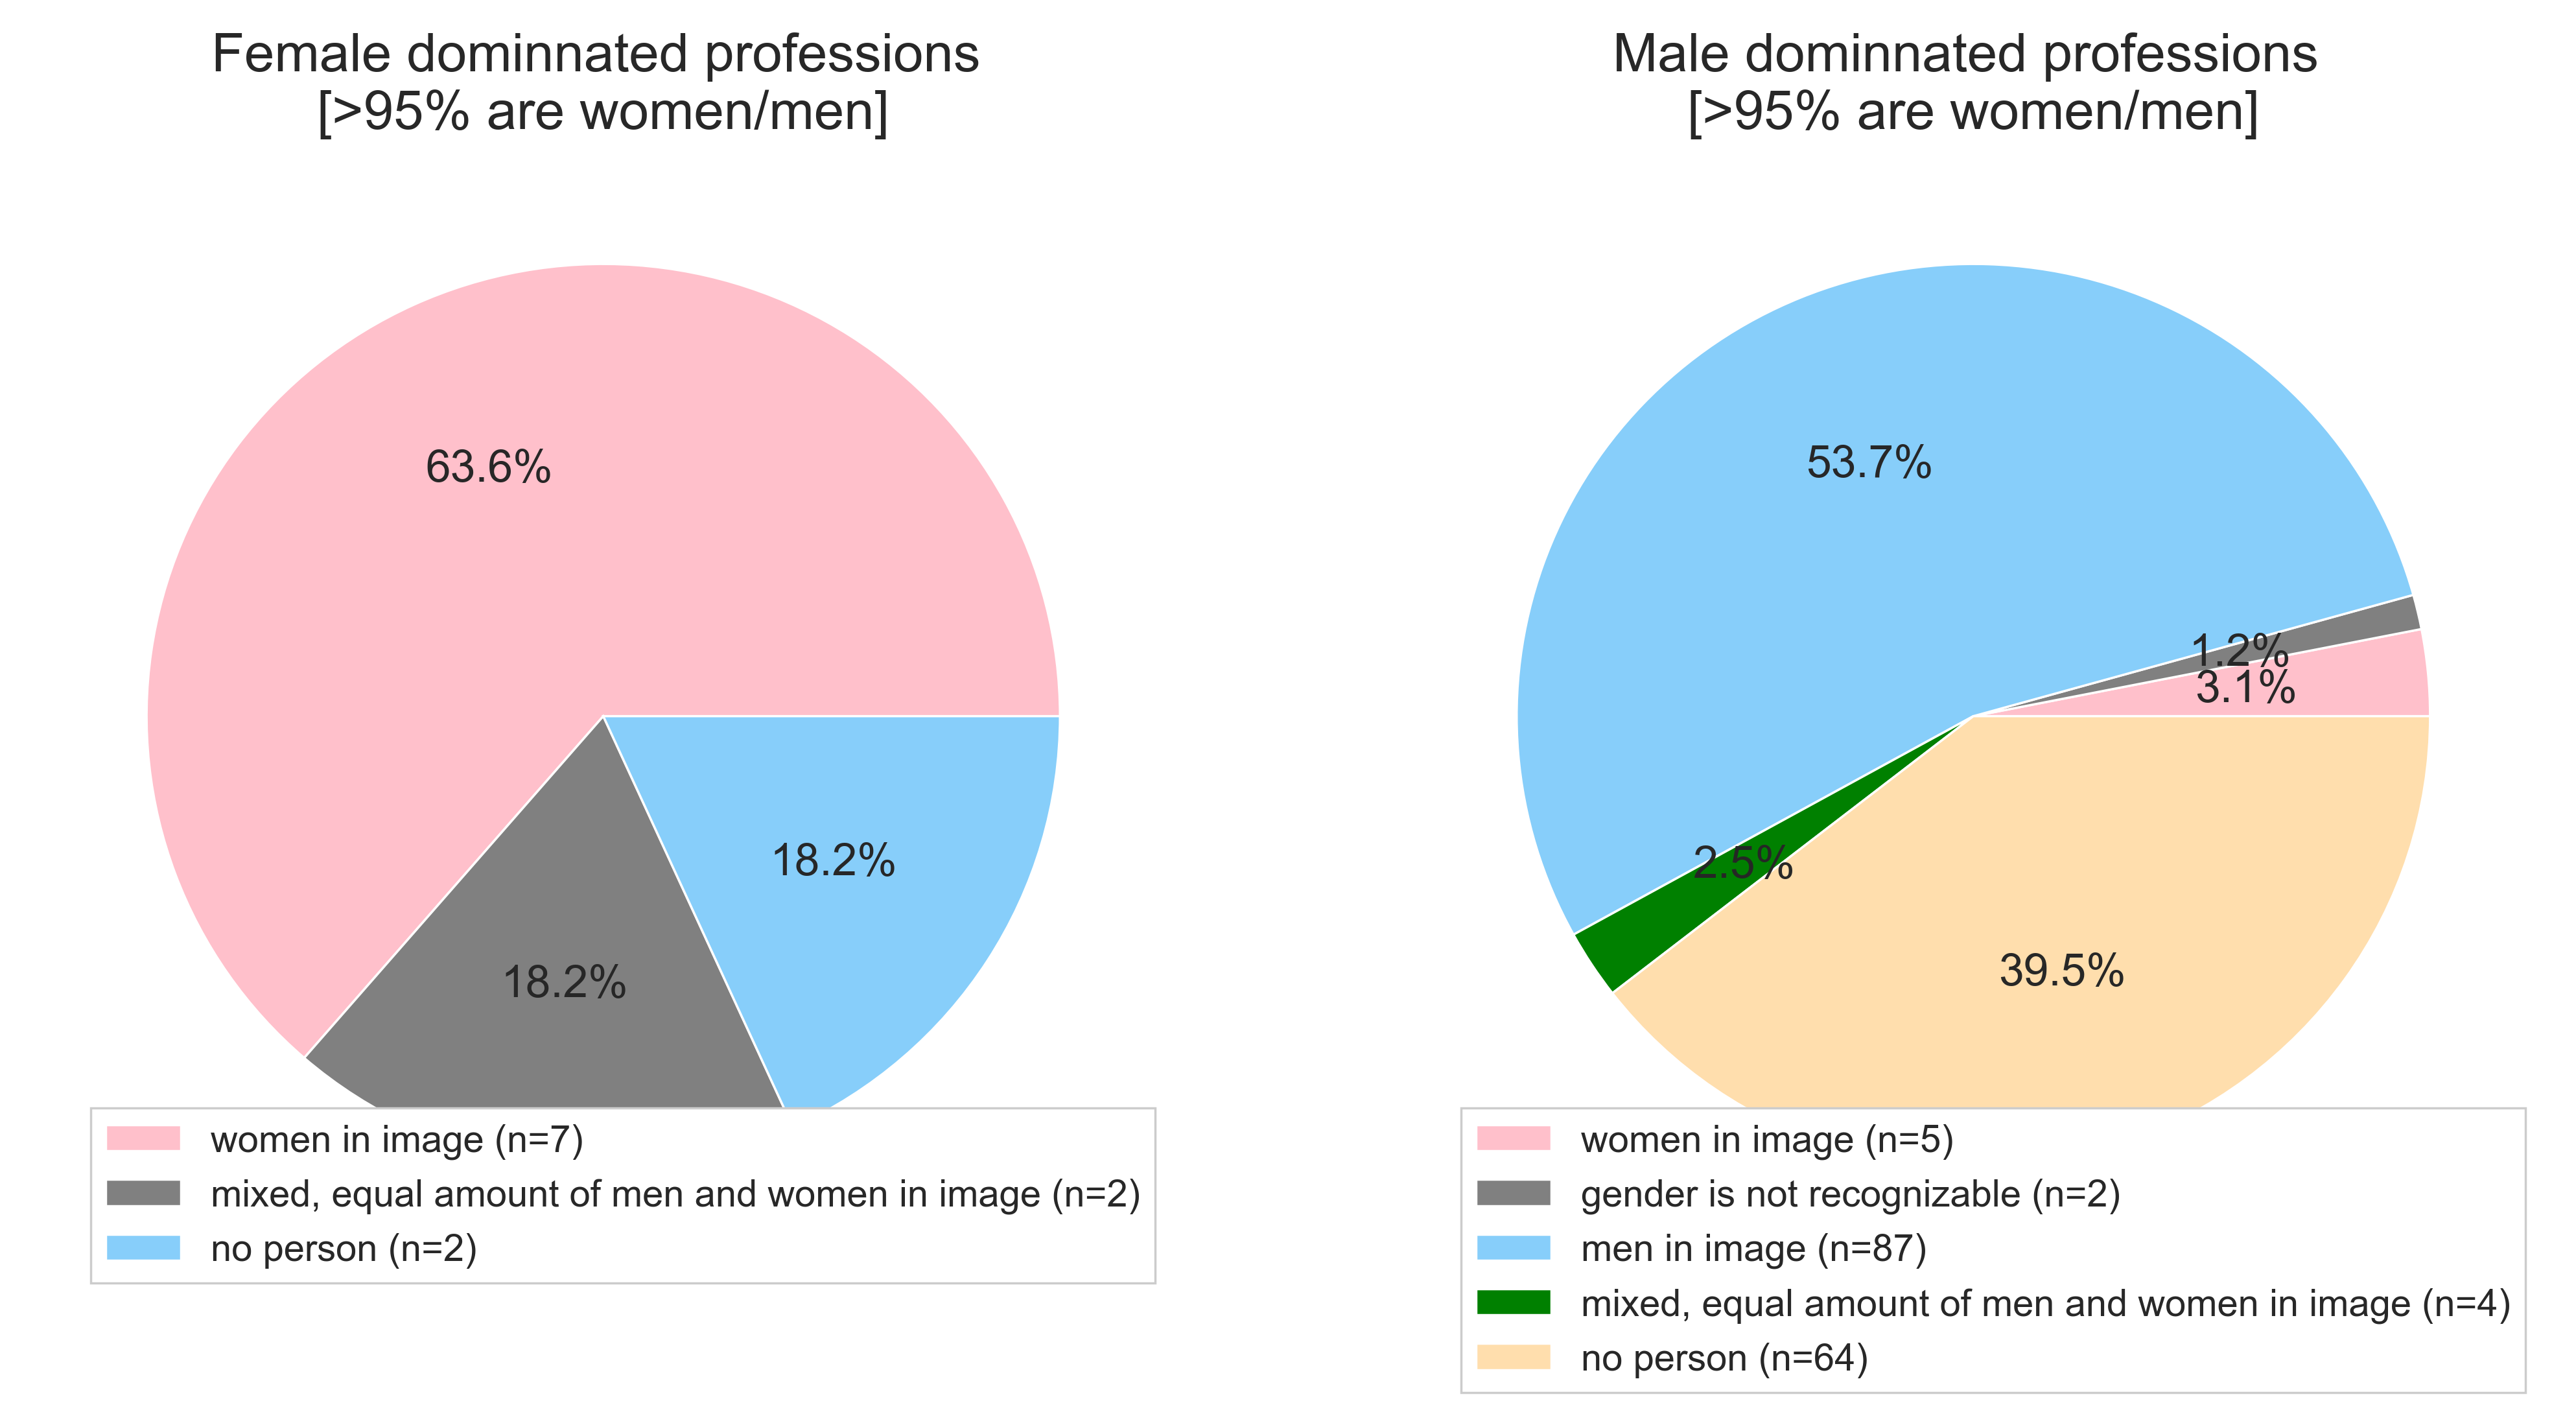 Female dominnated professions
[>95% are women/men]
63.6%
18.2%
18.2%
women in image (n=7)
mixed, equal amount of men and women in image (n=2)
no person (n=2)
Male dominnated professions
[>95% are women/men]
53.7%
1.2%
3.1%
2.5%
39.5%
women in image (n=5)
gender is not recognizable (n=2)
men in image (n=87)
mixed, equal amount of men and women in image (n=4)
no person (n=64)